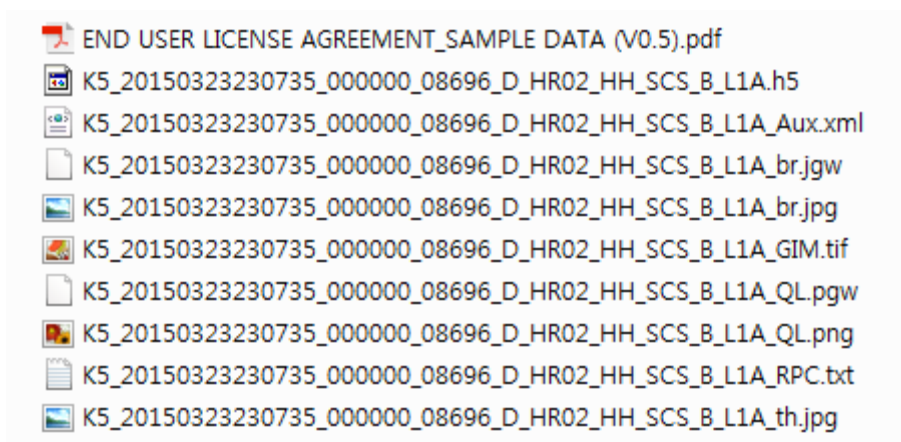 END USER LICENSE AGREEMENT_SAMPLE DATA (V0.5).pdf
K5_20150323230735_000000_08696_D_HR02_HH_SCS_B_L1A.h5
K5_20150323230735_000000_08696_D_HR02_HH_SCS_B_L1A_Aux.xml
K5_20150323230735_000000_08696_D_HR02_HH_SCS_B_L1A_br.jgw
K5_20150323230735_000000_08696_D_HR02_HH_SCS_B_L1A_br.jpg
K5_20150323230735_000000_08696_D_HR02_HH_SCS_B_L1A_GIM.tif
K5_20150323230735_000000_08696_D_HR02_HH_SCS_B_L1A_QL.pgw
K5_20150323230735_000000_08696_D_HR02_HH_SCS_B_L1A_QL.png
K5_20150323230735_000000_08696_D_HR02_HH_SCS_B_L1A_RPC.txt
K5_20150323230735_000000_08696_D_HR02_HH_SCS_B_L1A_th.jpg